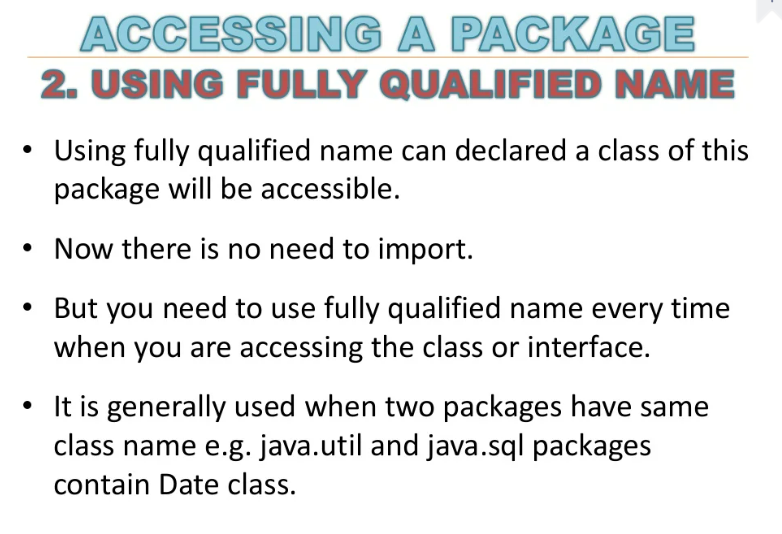 ACCESSING A PACKAGE
2. USING FULLY QUALIFIED NAME
• Using fully qualified name can declared a class of this
package will be accessible.
• Now there is no need to import.
• But you need to use fully qualified name every time
when you are accessing the class or interface.
• It is generally used when two packages have same
class name e.g. java.util and java.sql packages
contain Date class.